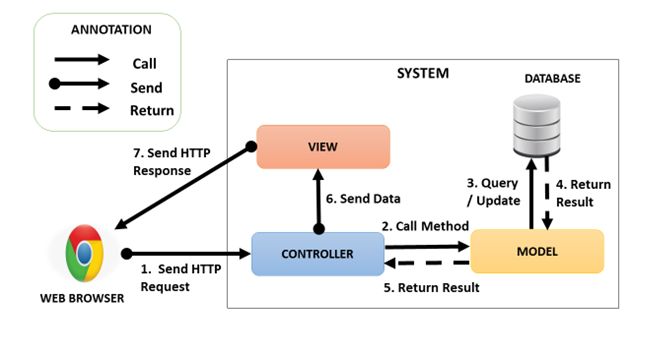 ANNOTATION
Call
Send
Return
SYSTEM
DATABASE
7. Send HTTP
Response
VIEW
3. Query
/ Update
4. Return
Result
6. Send Data
2. Call Method
CONTROLLER
MODEL
1. Send HTTP
Request
5. Return Result
WEB BROWSER